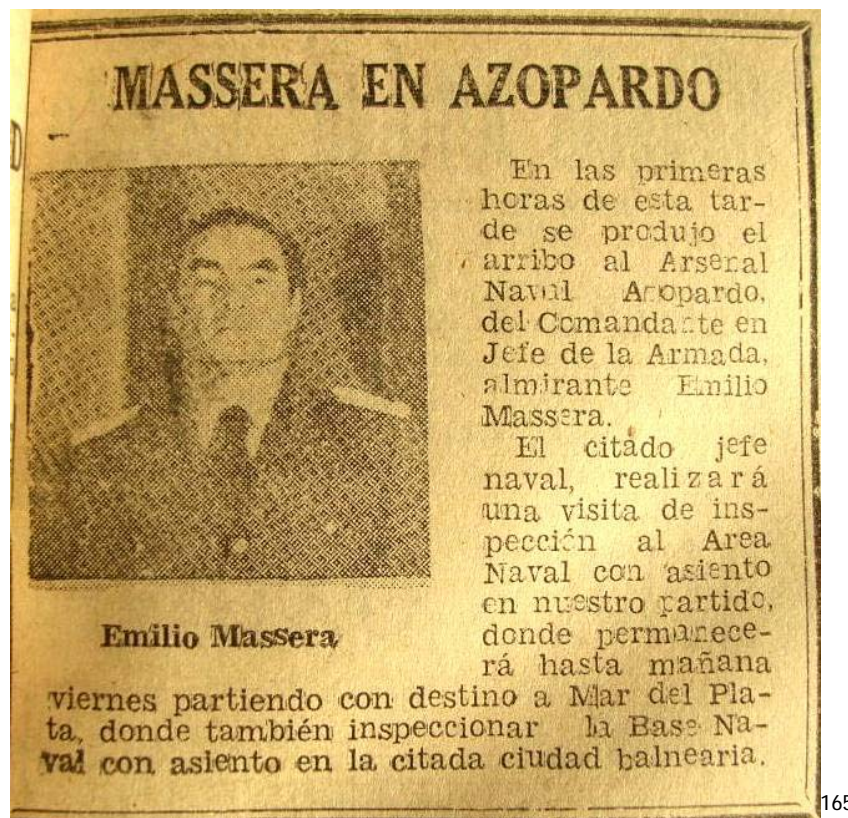 MASSERA EN AZOPARDO
En las primeras
horas de esta tar-
de se produjo el
arribo al Arsenal
Naval Azopardo,
del Comandante en
Jefe de la Armada,
almirante Emilio
Massera.
El citado jefe
naval, realizará
una visita de ins-
pección al Area
Naval con asiento
en nuestro partido,
donde permanece-
rá hasta mañana
viernes partiendo con destino a Mar del Pla-
ta, donde también inspeccionar la Base Na-
val con asiento en la citada ciudad balnearia.
Emilio Massera
165